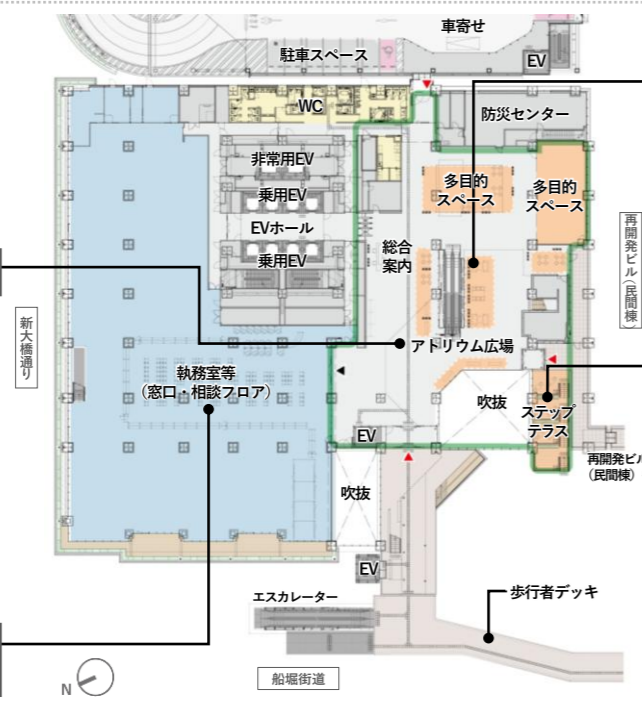 車寄せ
駐車スペース
EV
WC
防災センター
非常用EV
乗用EV
EVホール
乗用EV
多目的
スペース
多目的
スペース
総合
案内
再開発ビル(民間棟)
新大橋通り
アトリウム広場
執務室等
(窓口・相談フロア)
吹抜
ステップ
テラス
EV
再開発ビル
(民間棟)
吹抜
EV
エスカレーター
歩行者デッキ
船堀街道
N